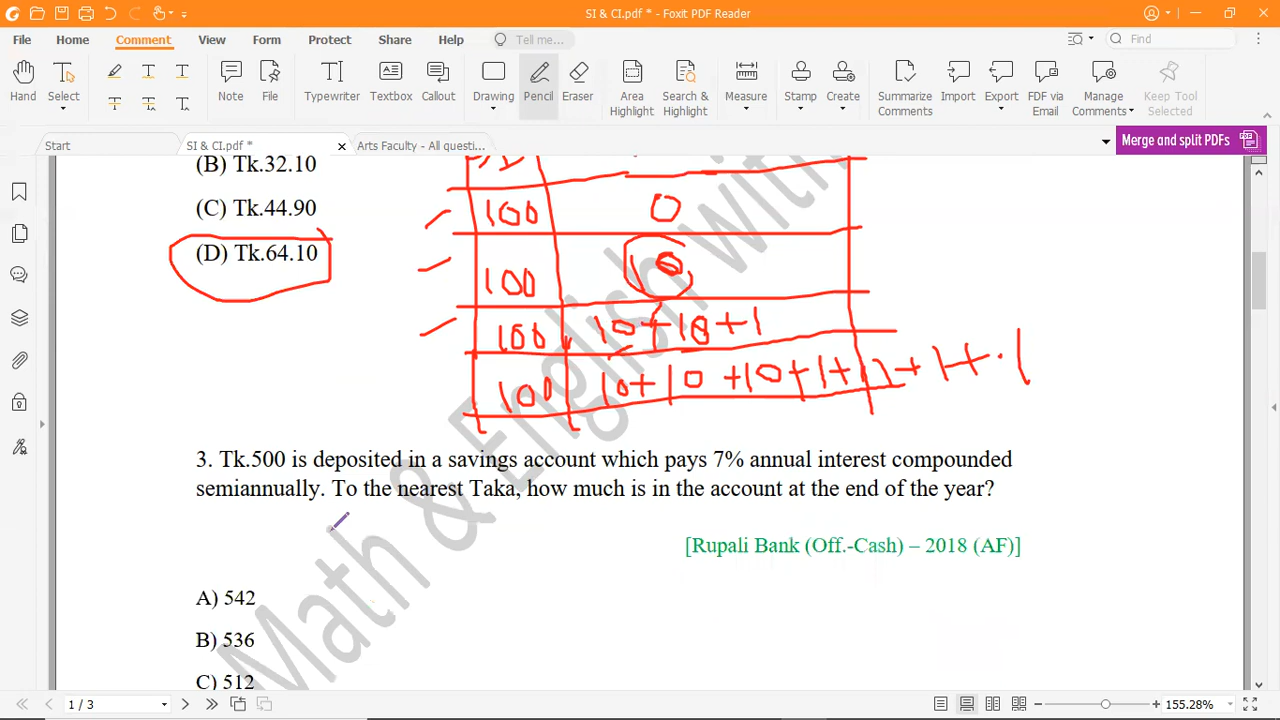 SI & CI.pdf * - Foxit PDF Reader
File Home Comment View Form Protect Share Help Tell me... Find
Hand Select Note File Typewriter Textbox Callout Drawing Pencil Eraser Area Highlight Search & Highlight Measure Stamp Create Summarize Comments Import Export PDF via Email Manage Comments Keep Tool Selected
Start SI & CI.pdf * Arts Faculty - All questi... Merge and split PDFs
(B) Tk.32.10
(C) Tk.44.90
100 0
(D) Tk.64.10
100
100 10+10+1
100 10+10+10+1+1+1+.1
Math & English with
3. Tk.500 is deposited in a savings account which pays 7% annual interest compounded
semiannually. To the nearest Taka, how much is in the account at the end of the year?
[Rupali Bank (Off.-Cash) – 2018 (AF)]
A) 542
B) 536
C) 512
1 / 3 155.28%